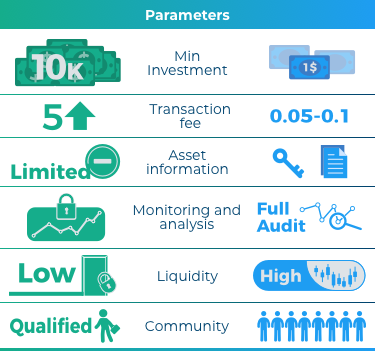 Parameters
10K
Min
Investment
1$
5
Transaction
fee
0.05-0.1
Limited
Asset
information
Monitoring and
analysis
Full
Audit
Low
Liquidity
High
Qualified
Community